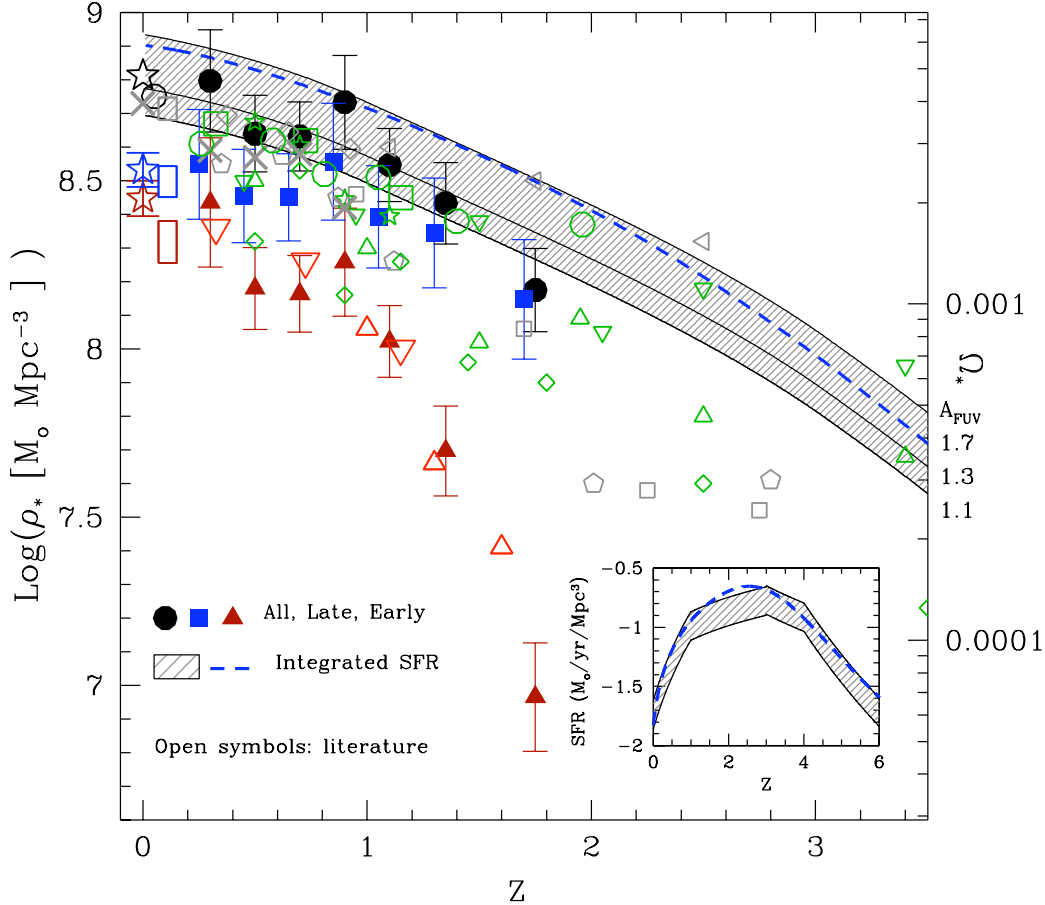 9
8.5
8
7.5
7
Log(ρ* [M₀ Mpc⁻³ ] )
0.001
Ω*
A_FUV
1.7
1.3
1.1
0.0001
All, Late, Early
Integrated SFR
Open symbols: literature
-0.5
-1
-1.5
-2
SFR (M₀/yr/Mpc³)
0 2 4 6
Z
0 1 2 3
Z